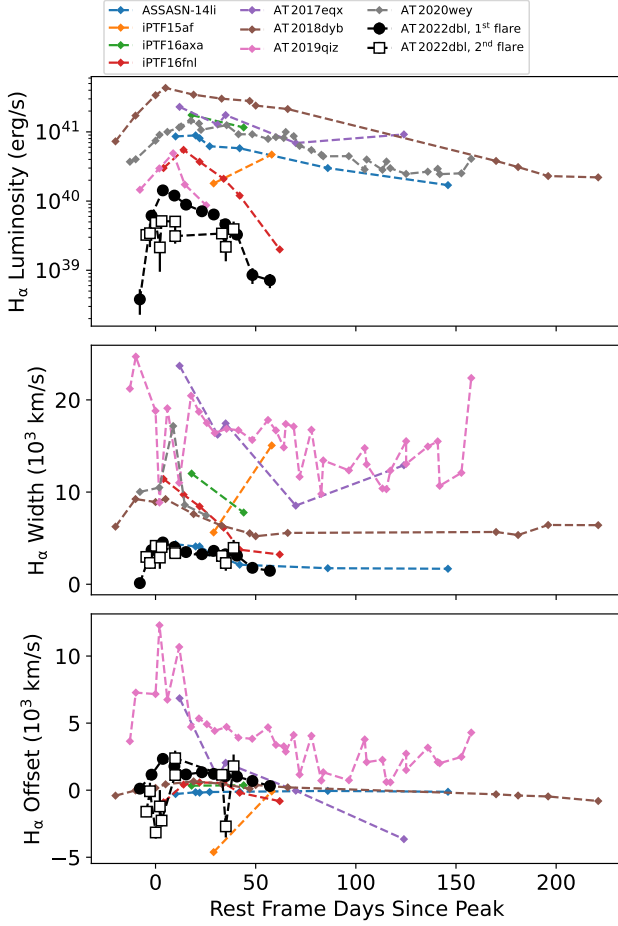 ASSASN-14li AT2017eqx AT2020wey
iPTF15af AT2018dyb AT2022dbl, 1st flare
iPTF16axa AT2019qiz AT2022dbl, 2nd flare
iPTF16fnl
Hα Luminosity (erg/s)
10^41
10^40
10^39
Hα Width (10^3 km/s)
20
10
0
Hα Offset (10^3 km/s)
10
5
0
−5
0 50 100 150 200
Rest Frame Days Since Peak